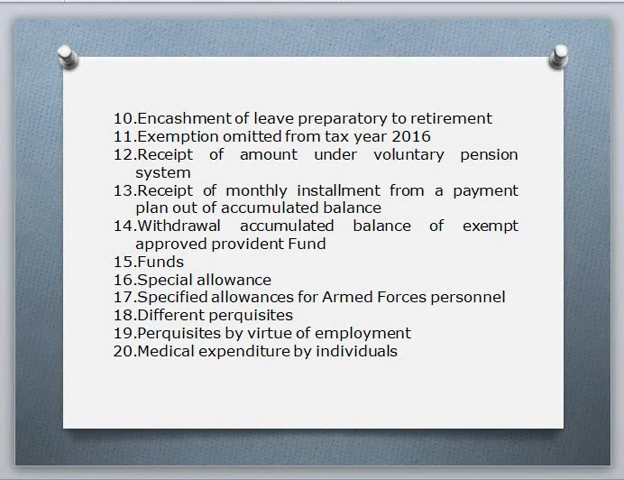 10.Encashment of leave preparatory to retirement
11.Exemption omitted from tax year 2016
12.Receipt of amount under voluntary pension
system
13.Receipt of monthly installment from a payment
plan out of accumulated balance
14.Withdrawal accumulated balance of exempt
approved provident Fund
15.Funds
16.Special allowance
17.Specified allowances for Armed Forces personnel
18.Different perquisites
19.Perquisites by virtue of employment
20.Medical expenditure by individuals